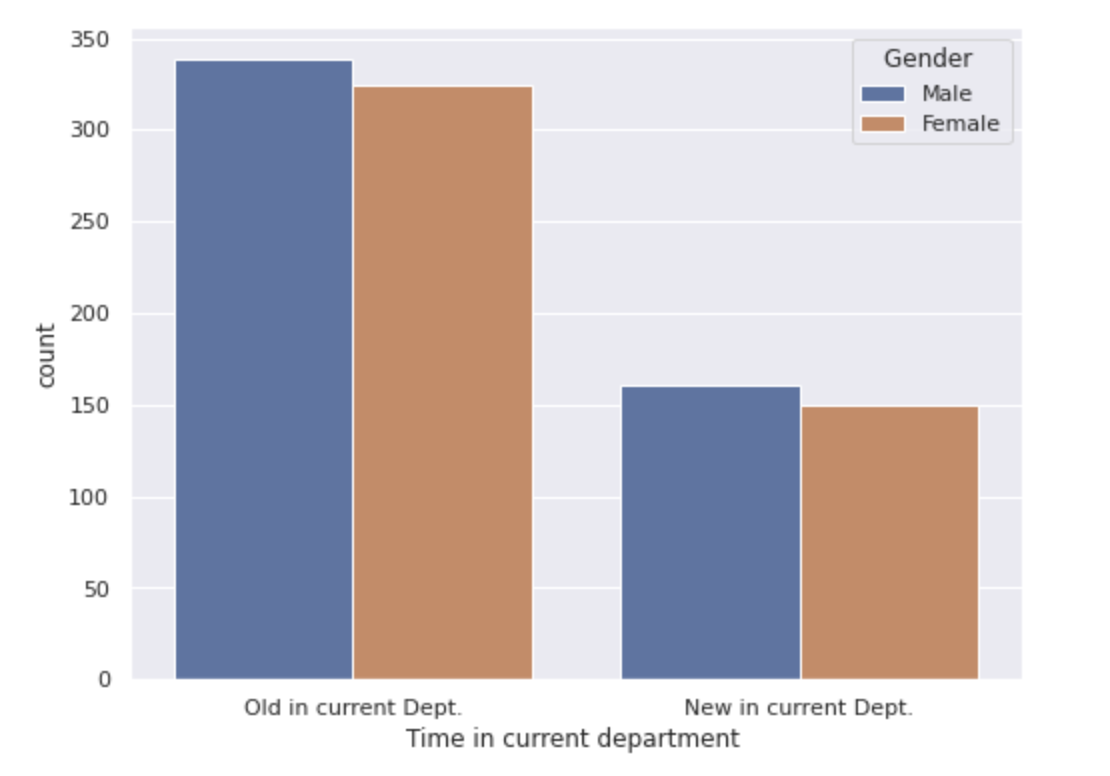 350
300
250
200
150
100
50
0
count
Gender
Male
Female
Old in current Dept. New in current Dept.
Time in current department